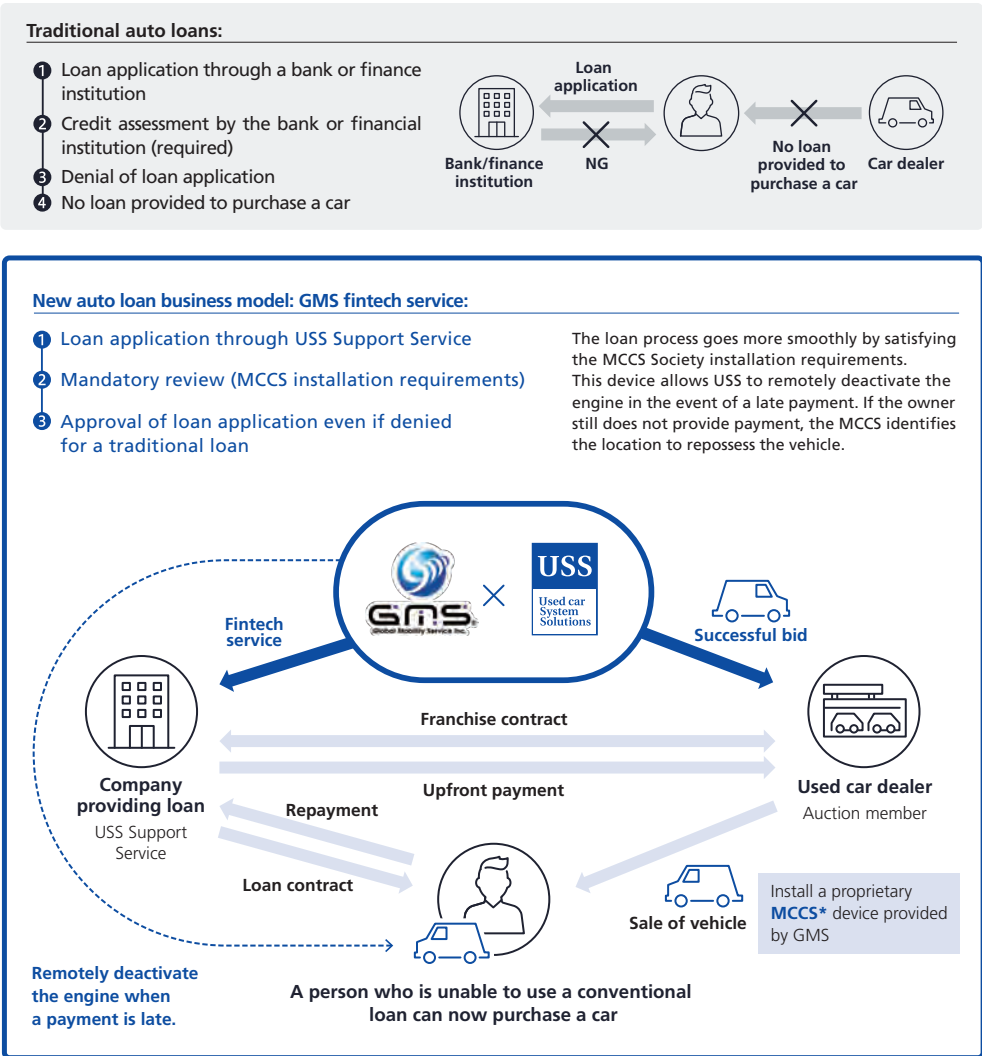 Traditional auto loans:
1 Loan application through a bank or finance
institution
2 Credit assessment by the bank or financial
institution (required)
3 Denial of loan application
4 No loan provided to purchase a car
Loan
application
Bank/finance
institution
NG
No loan
provided to
purchase a car
Car dealer
New auto loan business model: GMS fintech service:
1 Loan application through USS Support Service
2 Mandatory review (MCCS installation requirements)
3 Approval of loan application even if denied
for a traditional loan
The loan process goes more smoothly by satisfying
the MCCS Society installation requirements.
This device allows USS to remotely deactivate the
engine in the event of a late payment. If the owner
still does not provide payment, the MCCS identifies
the location to repossess the vehicle.
GMS
Global Mobility Service Inc.
USS
Used car
System
Solutions
Fintech
service
Successful bid
Franchise contract
Upfront payment
Company
providing loan
USS Support
Service
Used car dealer
Auction member
Repayment
Loan contract
Sale of vehicle
Install a proprietary
MCCS* device provided
by GMS
Remotely deactivate
the engine when
a payment is late.
A person who is unable to use a conventional
loan can now purchase a car